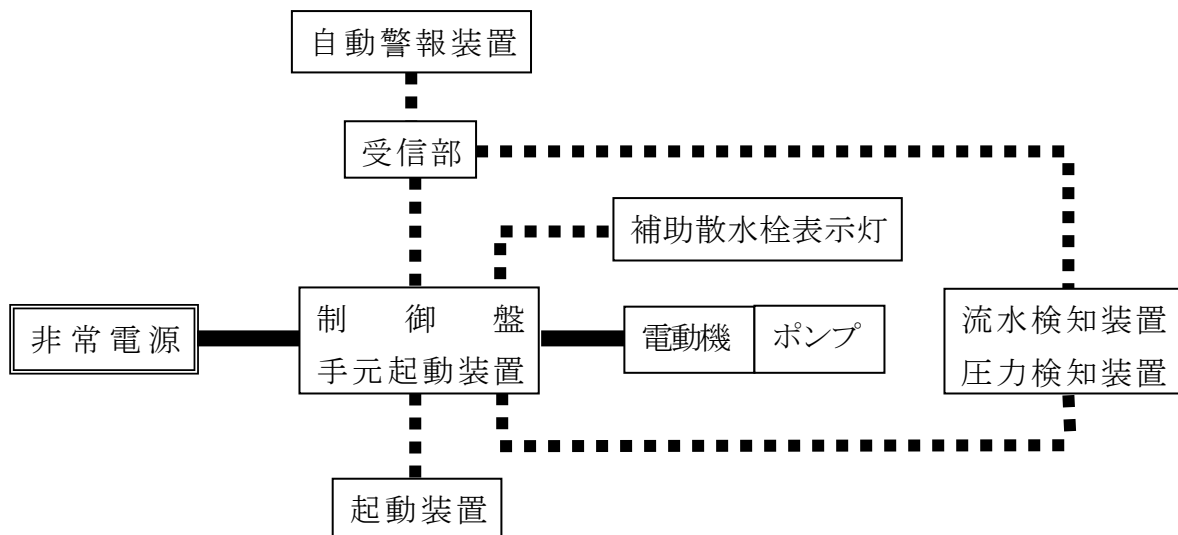 自動警報装置
受信部
補助散水栓表示灯
非常電源
制御盤
手元起動装置
電動機
ポンプ
流水検知装置
圧力検知装置
起動装置